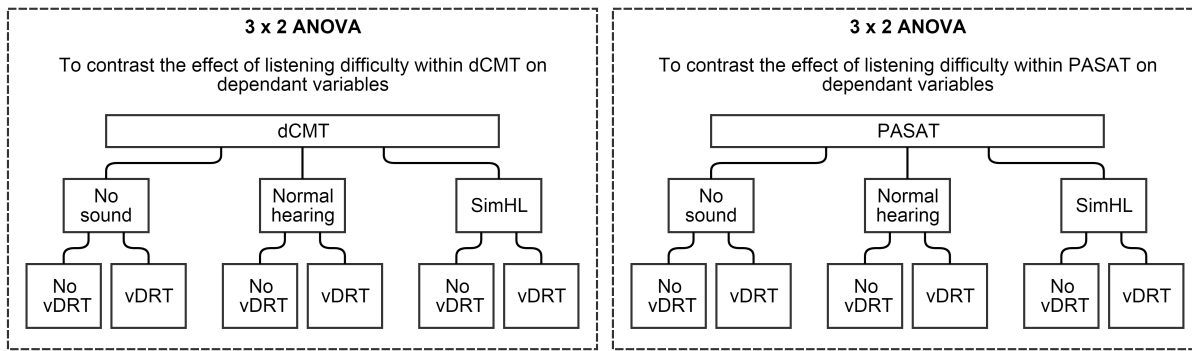 3 x 2 ANOVA
To contrast the effect of listening difficulty within dCMT on
dependant variables
dCMT
No
sound
Normal
hearing
SimHL
No
vDRT
vDRT
No
vDRT
vDRT
No
vDRT
vDRT
3 x 2 ANOVA
To contrast the effect of listening difficulty within PASAT on
dependant variables
PASAT
No
sound
Normal
hearing
SimHL
No
vDRT
vDRT
No
vDRT
vDRT
No
vDRT
vDRT